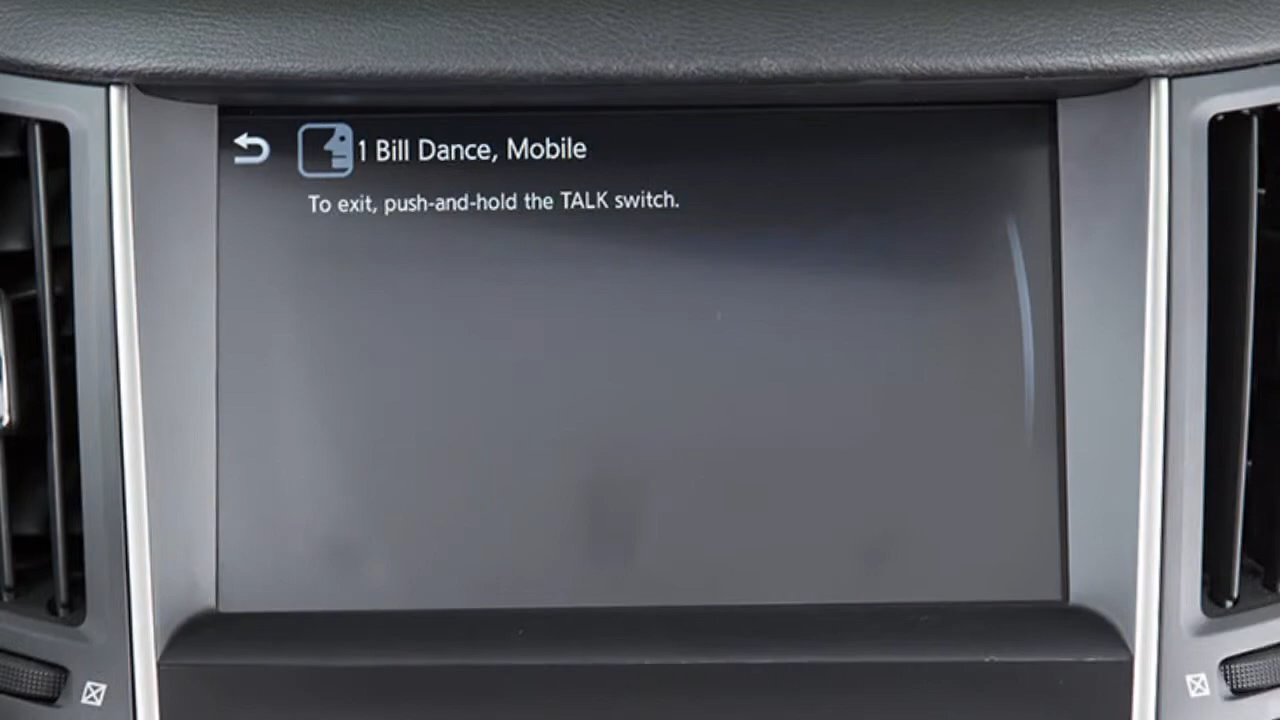 1 Bill Dance, Mobile
To exit, push-and-hold the TALK switch.